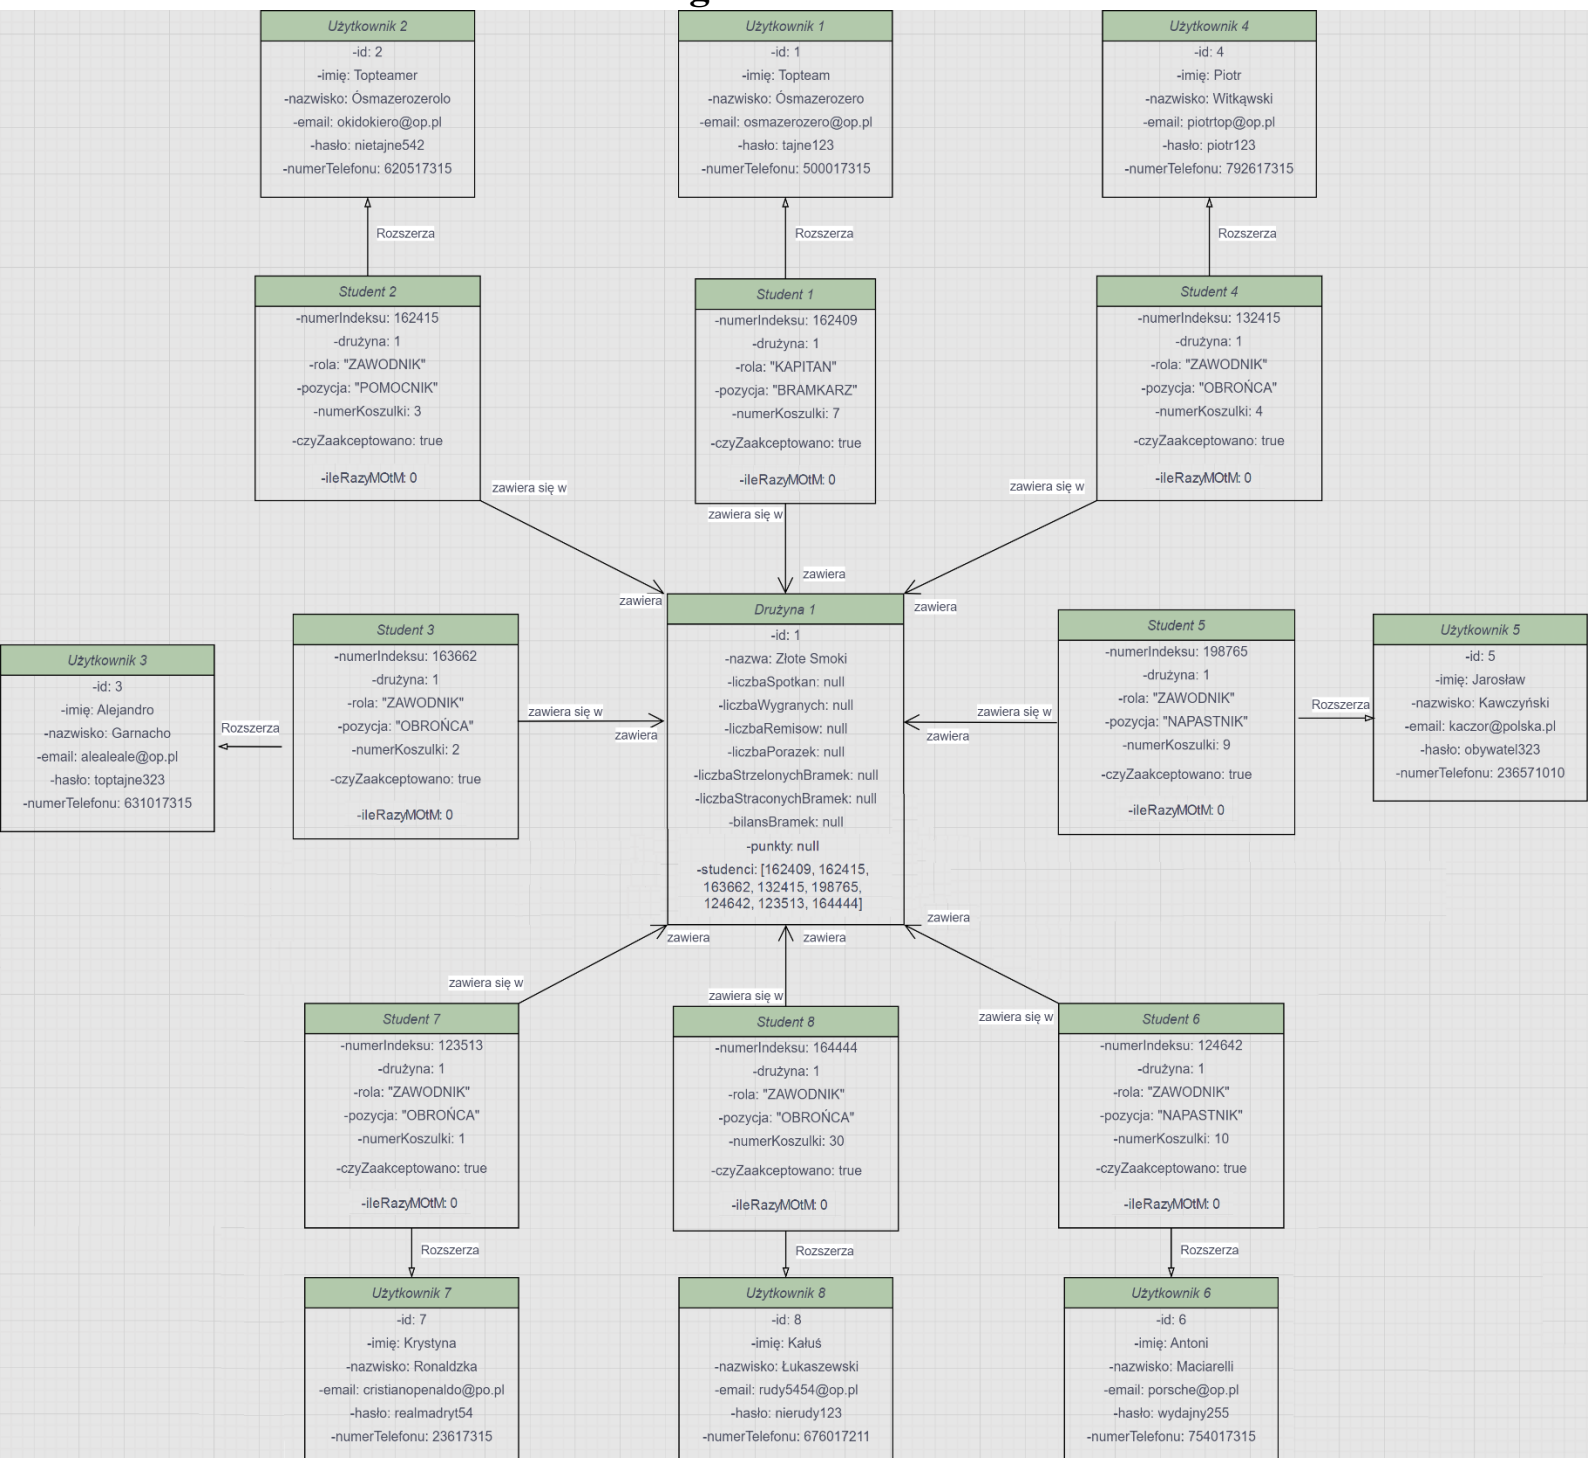 g
Użytkownik 2
-id: 2
-imię: Topteamer
-nazwisko: Ósmazerozerolo
-email: okidokiero@op.pl
-hasło: nietajne542
-numerTelefonu: 620517315
Użytkownik 1
-id: 1
-imię: Topteam
-nazwisko: Ósmazerozero
-email: osmazerozero@op.pl
-hasło: tajne123
-numerTelefonu: 500017315
Użytkownik 4
-id: 4
-imię: Piotr
-nazwisko: Witkąwski
-email: piotrtop@op.pl
-hasło: piotr123
-numerTelefonu: 792617315
Rozszerza
Rozszerza
Rozszerza
Student 2
-numerIndeksu: 162415
-drużyna: 1
-rola: "ZAWODNIK"
-pozycja: "POMOCNIK"
-numerKoszulki: 3
-czyZaakceptowano: true
-ileRazyMOtM: 0
Student 1
-numerIndeksu: 162409
-drużyna: 1
-rola: "KAPITAN"
-pozycja: "BRAMKARZ"
-numerKoszulki: 7
-czyZaakceptowano: true
-ileRazyMOtM: 0
Student 4
-numerIndeksu: 132415
-drużyna: 1
-rola: "ZAWODNIK"
-pozycja: "OBROŃCA"
-numerKoszulki: 4
-czyZaakceptowano: true
-ileRazyMOtM: 0
zawiera się w
zawiera się w
zawiera się w
zawiera
zawiera
zawiera
Użytkownik 3
-id: 3
-imię: Alejandro
-nazwisko: Garnacho
-email: alealeale@op.pl
-hasło: toptajne323
-numerTelefonu: 631017315
Rozszerza
Student 3
-numerIndeksu: 163662
-drużyna: 1
-rola: "ZAWODNIK"
-pozycja: "OBROŃCA"
-numerKoszulki: 2
-czyZaakceptowano: true
-ileRazyMOtM: 0
zawiera się w
zawiera
Drużyna 1
-id: 1
-nazwa: Złote Smoki
-liczbaSpotkan: null
-liczbaWygranych: null
-liczbaRemisow: null
-liczbaPorazek: null
-liczbaStrzelonychBramek: null
-liczbaStraconychBramek: null
-bilansBramek: null
-punkty: null
-studenci: [162409, 162415,
163662, 132415, 198765,
124642, 123513, 164444]
zawiera się w
zawiera
Student 5
-numerIndeksu: 198765
-drużyna: 1
-rola: "ZAWODNIK"
-pozycja: "NAPASTNIK"
-numerKoszulki: 9
-czyZaakceptowano: true
-ileRazyMOtM: 0
Rozszerza
Użytkownik 5
-id: 5
-imię: Jarosław
-nazwisko: Kawczyński
-email: kaczor@polska.pl
-hasło: obywatel323
-numerTelefonu: 236571010
zawiera
zawiera
zawiera
zawiera się w
zawiera się w
zawiera się w
Student 7
-numerIndeksu: 123513
-drużyna: 1
-rola: "ZAWODNIK"
-pozycja: "OBROŃCA"
-numerKoszulki: 1
-czyZaakceptowano: true
-ileRazyMOtM: 0
Student 8
-numerIndeksu: 164444
-drużyna: 1
-rola: "ZAWODNIK"
-pozycja: "OBROŃCA"
-numerKoszulki: 30
-czyZaakceptowano: true
-ileRazyMOtM: 0
Student 6
-numerIndeksu: 124642
-drużyna: 1
-rola: "ZAWODNIK"
-pozycja: "NAPASTNIK"
-numerKoszulki: 10
-czyZaakceptowano: true
-ileRazyMOtM: 0
Rozszerza
Rozszerza
Rozszerza
Użytkownik 7
-id: 7
-imię: Krystyna
-nazwisko: Ronaldzka
-email: cristianopenaldo@po.pl
-hasło: realmadryt54
-numerTelefonu: 23617315
Użytkownik 8
-id: 8
-imię: Kałuś
-nazwisko: Łukaszewski
-email: rudy5454@op.pl
-hasło: nierudy123
-numerTelefonu: 676017211
Użytkownik 6
-id: 6
-imię: Antoni
-nazwisko: Maciarelli
-email: porsche@op.pl
-hasło: wydajny255
-numerTelefonu: 754017315